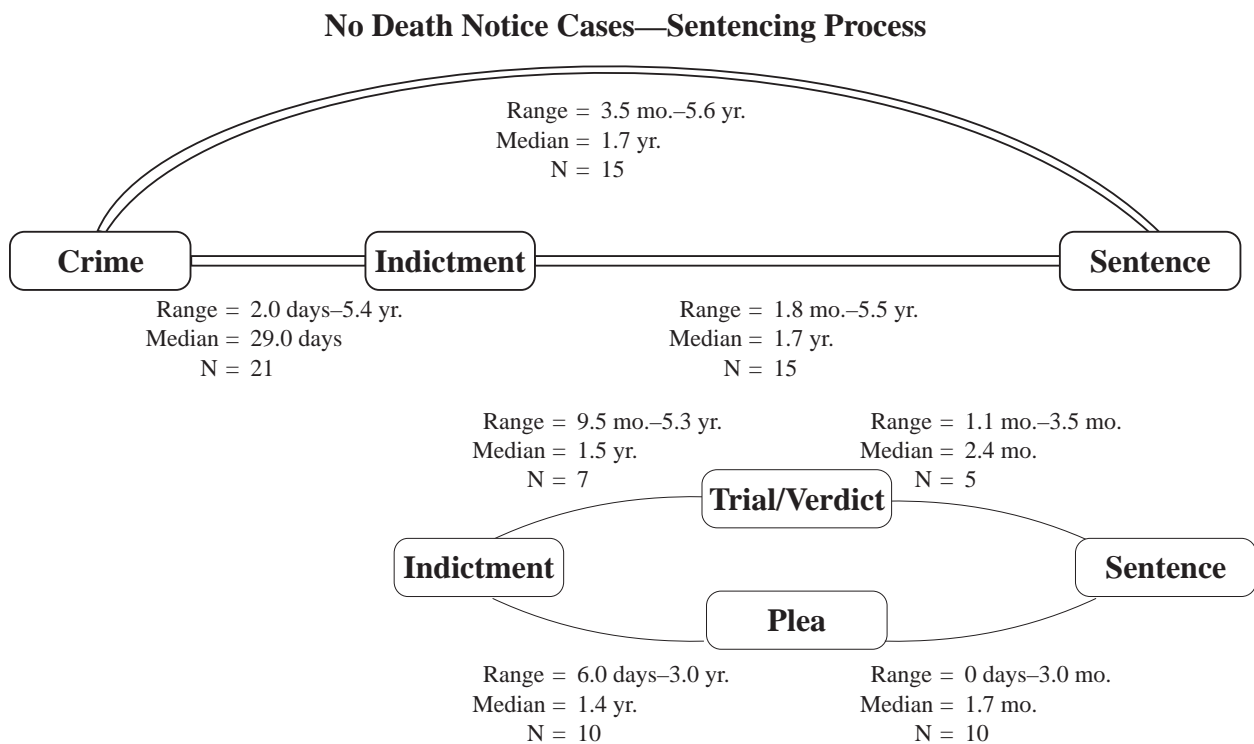 No Death Notice Cases—Sentencing Process
Range = 3.5 mo.–5.6 yr.
Median = 1.7 yr.
N = 15
Crime
Indictment
Sentence
Range = 2.0 days–5.4 yr.
Median = 29.0 days
N = 21
Range = 1.8 mo.–5.5 yr.
Median = 1.7 yr.
N = 15
Range = 9.5 mo.–5.3 yr.
Median = 1.5 yr.
N = 7
Range = 1.1 mo.–3.5 mo.
Median = 2.4 mo.
N = 5
Trial/Verdict
Indictment
Sentence
Plea
Range = 6.0 days–3.0 yr.
Median = 1.4 yr.
N = 10
Range = 0 days–3.0 mo.
Median = 1.7 mo.
N = 10